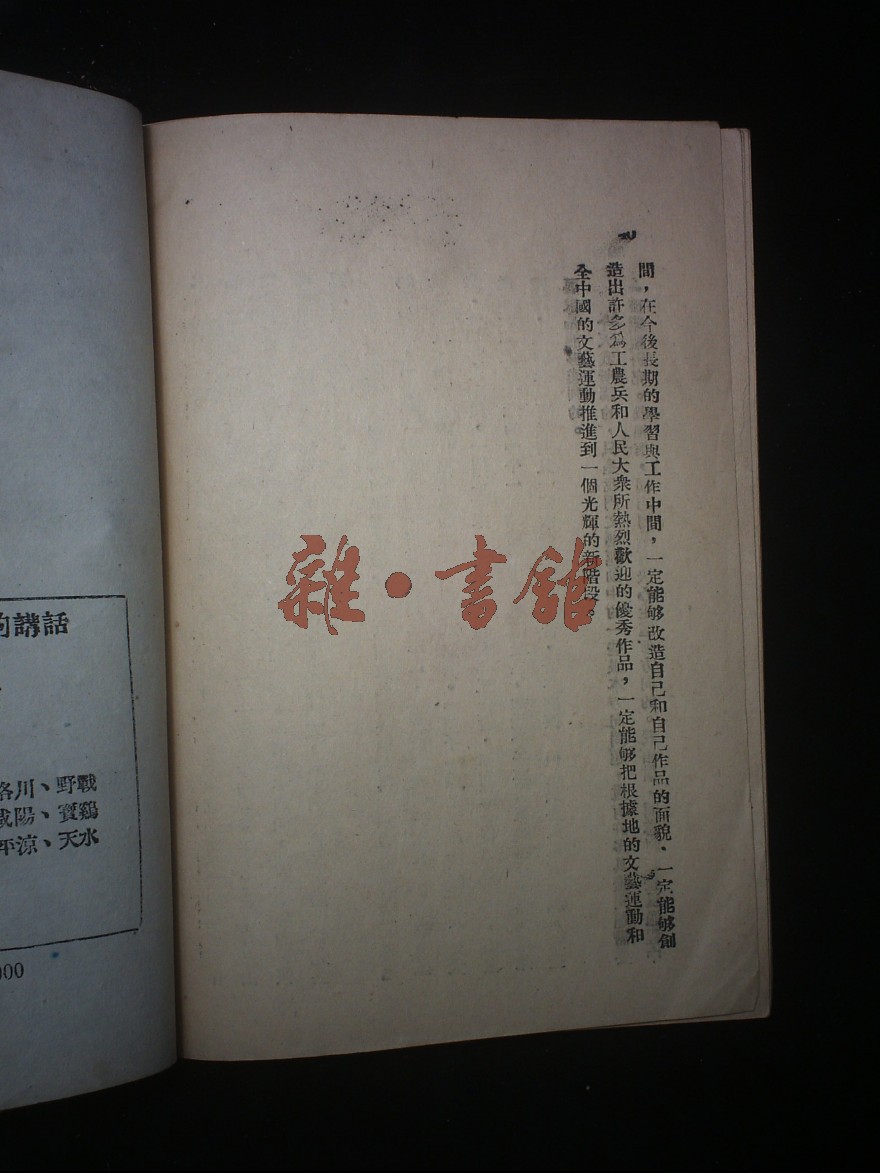 間，在今後長期的學習與工作中間，一定能够改造自己和自己作品的面貌．一定能够創
造出許多爲工農兵和人民大衆所熱烈歡迎的優秀作品，一定能够把根據地的文藝運動和
全中國的文藝運動推進到一個光輝的新階段。
雜·書館
的講話
洛川、野戰
咸陽、寶鷄
平涼、天水
000